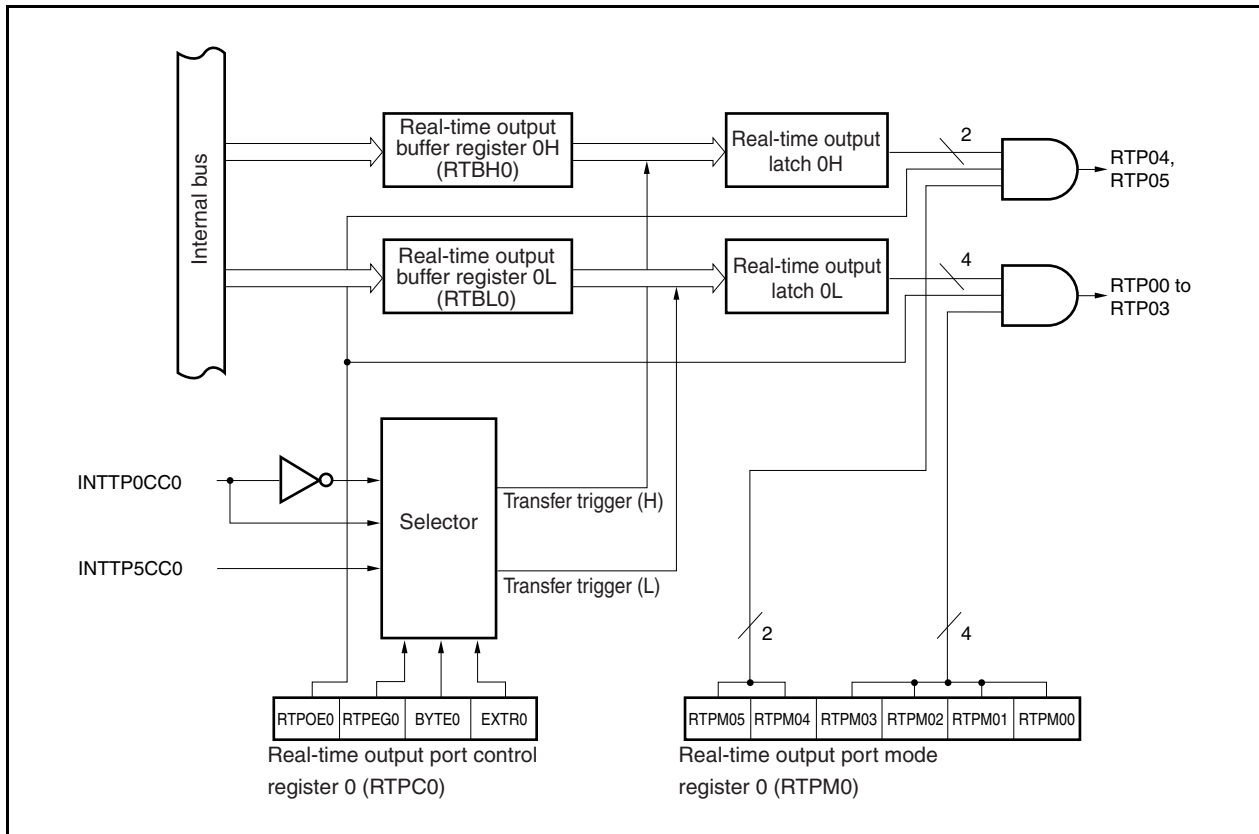 Internal bus
Real-time output
buffer register 0H
(RTBH0)
Real-time output
latch 0H
2
RTP04,
RTP05
Real-time output
buffer register 0L
(RTBL0)
Real-time output
latch 0L
4
RTP00 to
RTP03
INTTP0CC0
INTTP5CC0
Selector
Transfer trigger (H)
Transfer trigger (L)
2
4
RTPOE0 RTPEG0 BYTE0 EXTR0
Real-time output port control
register 0 (RTPC0)
RTPM05 RTPM04 RTPM03 RTPM02 RTPM01 RTPM00
Real-time output port mode
register 0 (RTPM0)